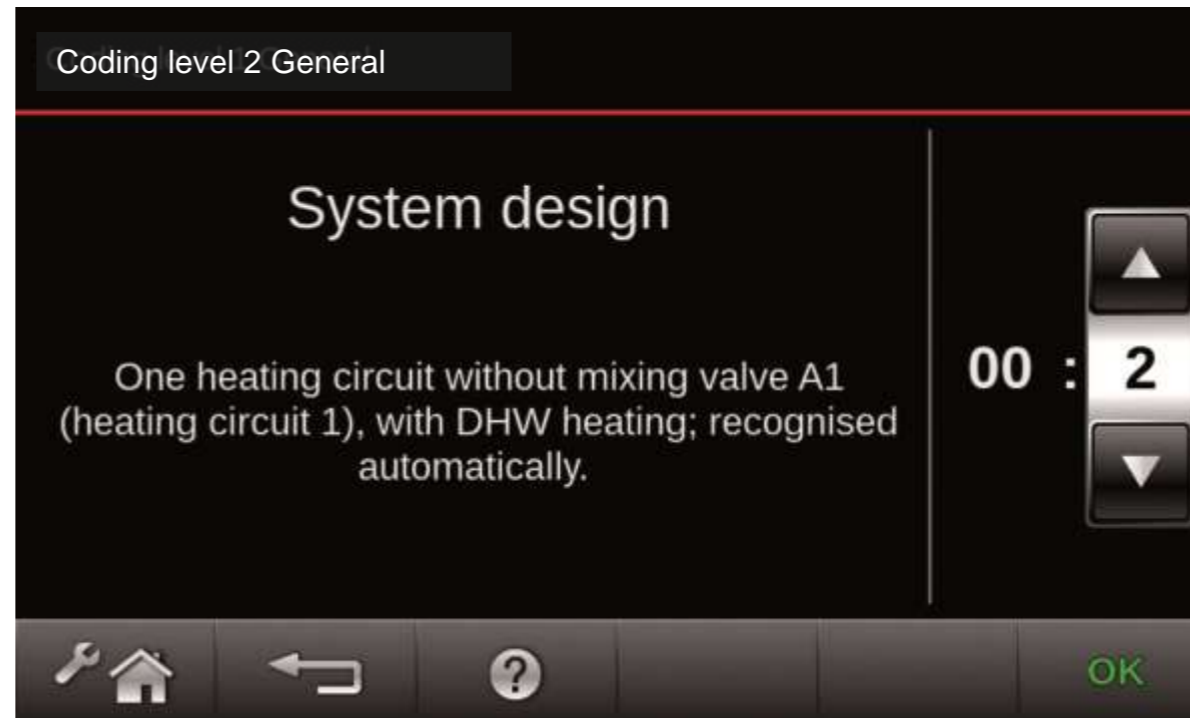 Coding level 2 General
System design
One heating circuit without mixing valve A1
(heating circuit 1), with DHW heating; recognised
automatically.
00 : 2
?
OK